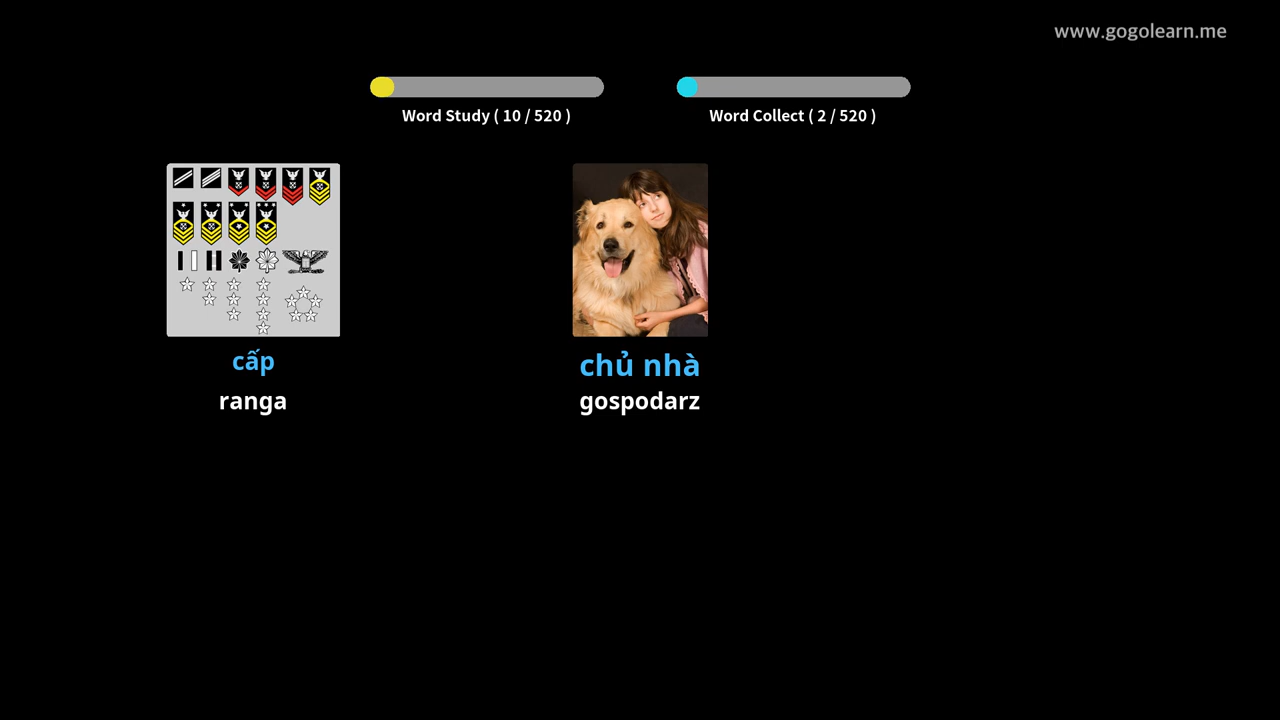 www.gogolearn.me
Word Study ( 10 / 520 )
Word Collect ( 2 / 520 )
cấp
ranga
chủ nhà
gospodarz